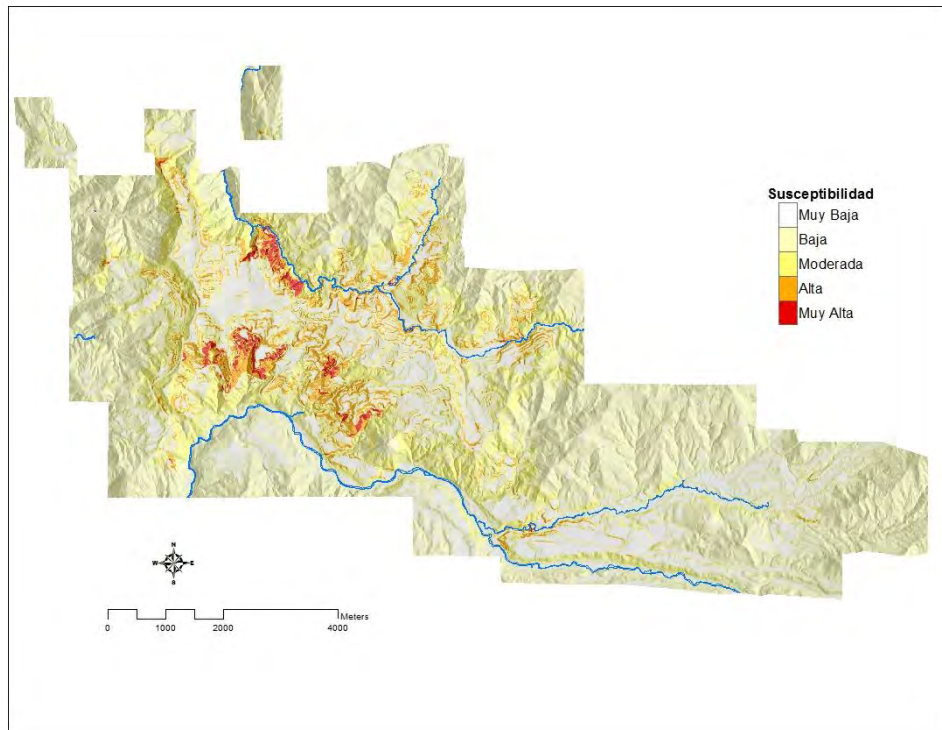 Susceptibilidad
Muy Baja
Baja
Moderada
Alta
Muy Alta
N
W E
S
Meters
0 1000 2000 4000